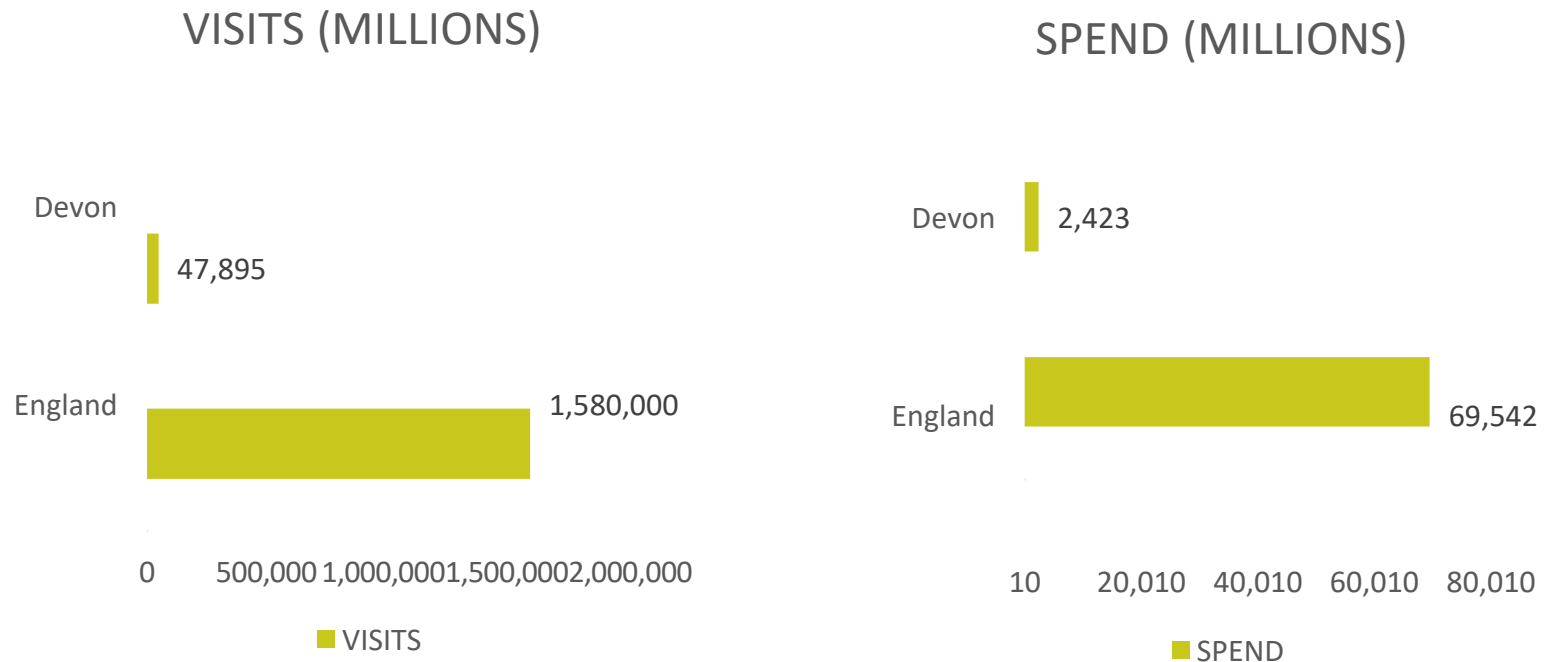 VISITS (MILLIONS)
Devon
47,895
England
1,580,000
0 500,000 1,000,000 1,500,000 2,000,000
VISITS
SPEND (MILLIONS)
Devon
2,423
England
69,542
10 20,010 40,010 60,010 80,010
SPEND